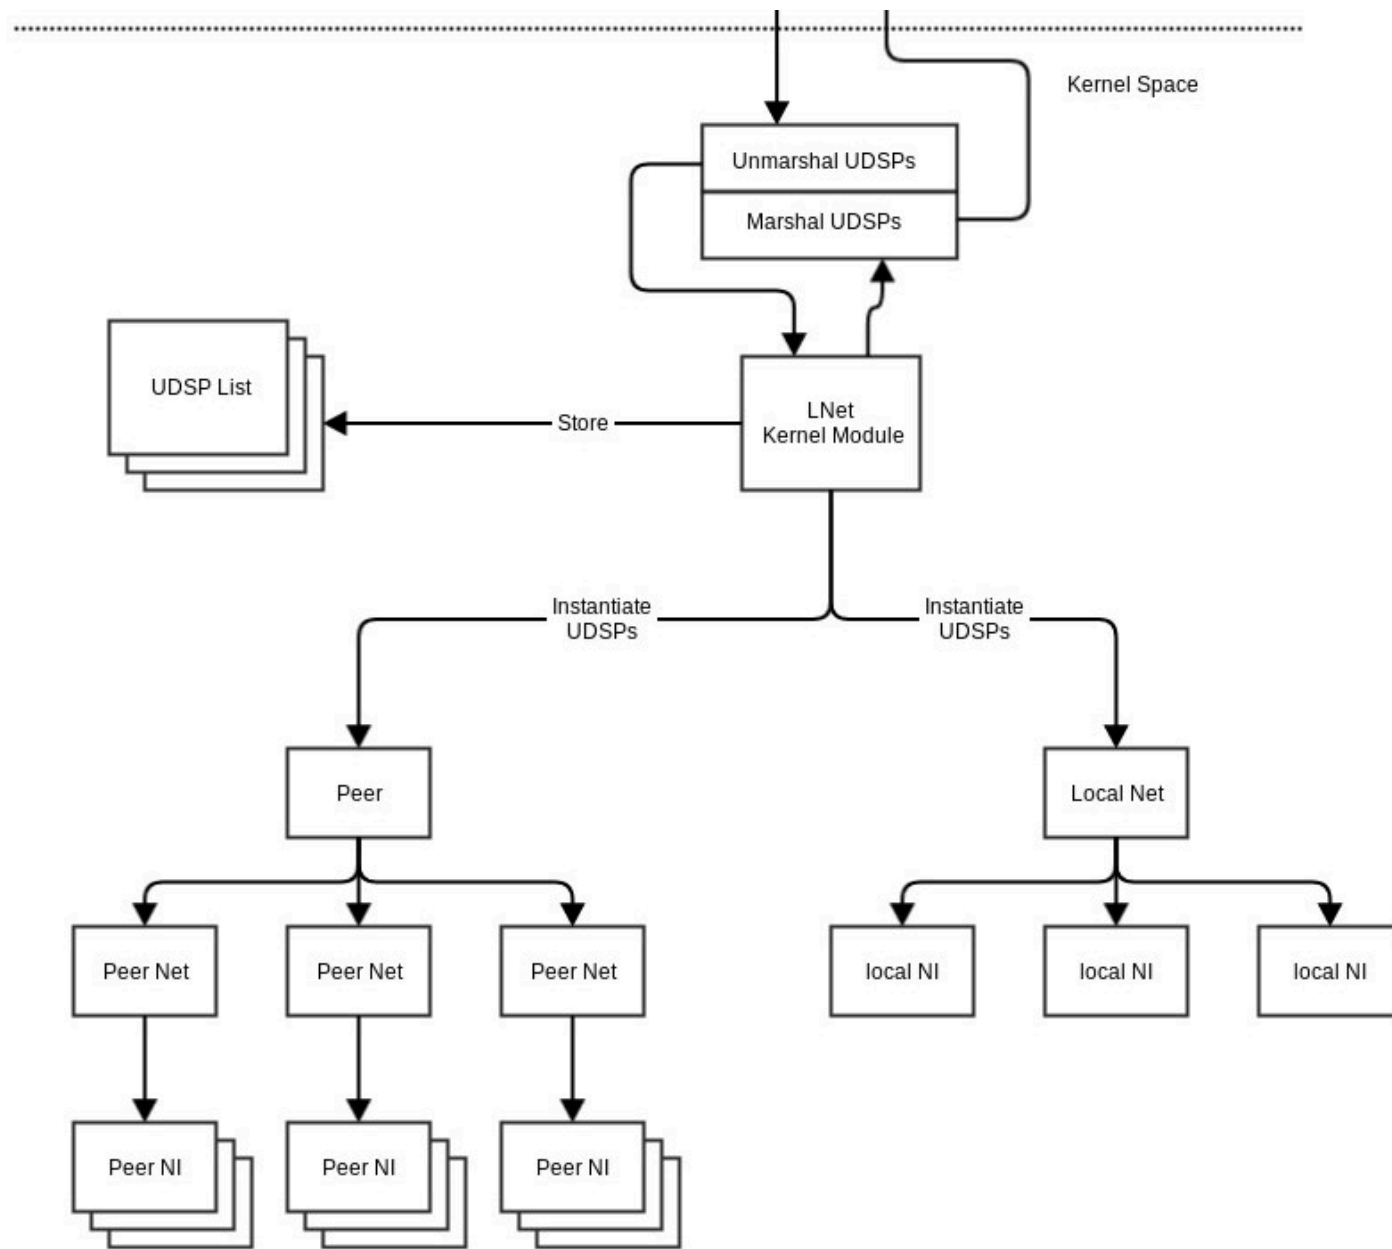 Kernel Space
Unmarshal UDSPs
Marshal UDSPs
UDSP List
Store
LNet
Kernel Module
Instantiate
UDSPs
Instantiate
UDSPs
Peer
Local Net
Peer Net
Peer Net
Peer Net
local NI
local NI
local NI
Peer NI
Peer NI
Peer NI